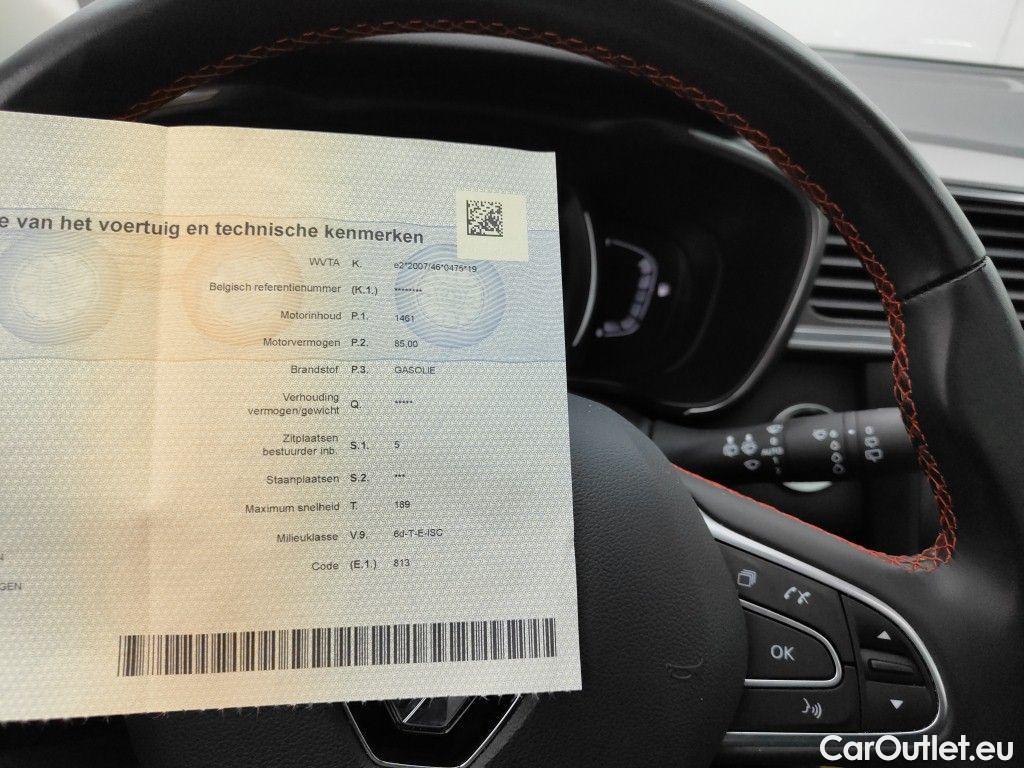 e van het voertuig en technische kenmerken
WVTA K. e2*2007/46*0475*19
Belgisch referentienummer (K.1.) ********
Motorinhoud P.1. 1461
Motorvermogen P.2. 85,00
Brandstof P.3. GASOLIE
Verhouding
vermogen/gewicht Q. *****
Zitplaatsen
bestuurder inb. S.1. 5
Staanplaatsen S.2. ***
Maximum snelheid T. 189
Milieuklasse V.9. 6d-T-E-ISC
Code (E.1.) 813
N
GEN
AUTO
OK
CarOutlet.eu